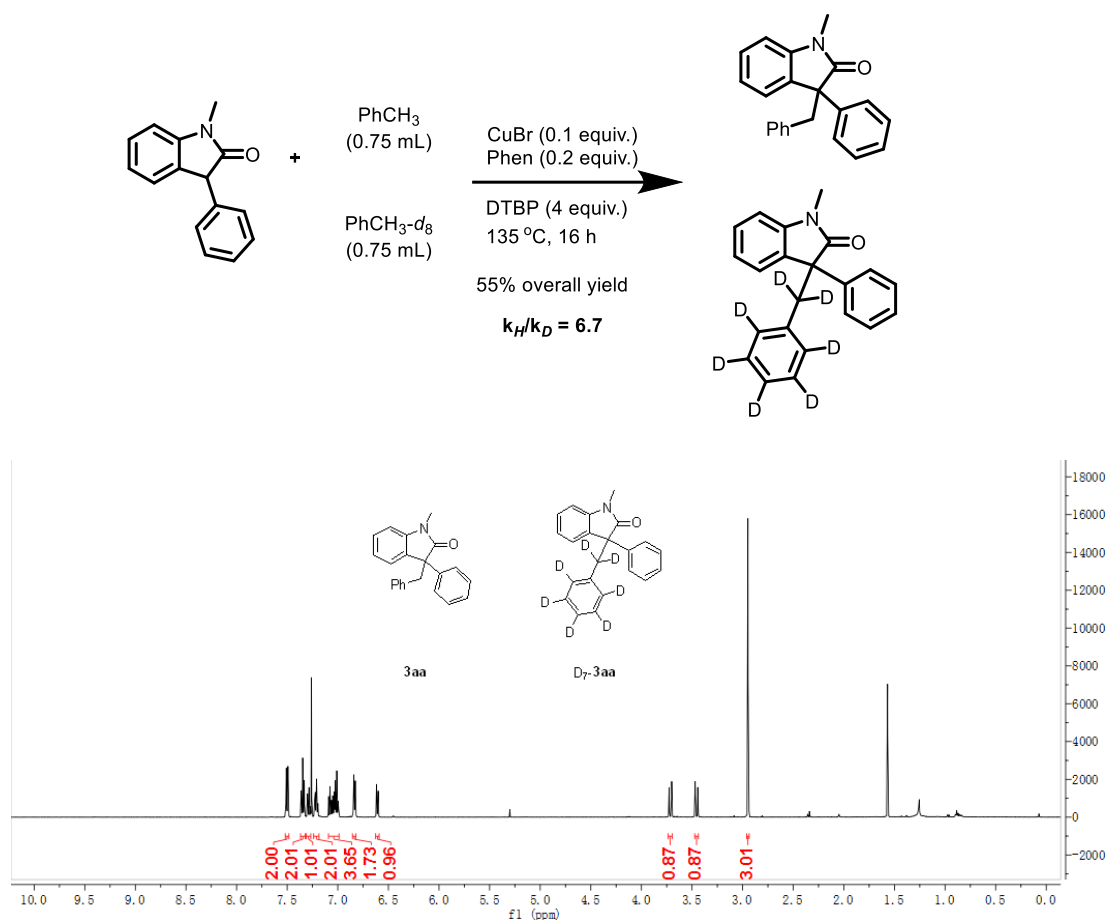 N
O
Ph
N
O
+
PhCH3
(0.75 mL)
PhCH3-d8
(0.75 mL)
CuBr (0.1 equiv.)
Phen (0.2 equiv.)
DTBP (4 equiv.)
135 °C, 16 h
55% overall yield
kH/kD = 6.7
N
O
D
D
D
D
D
D
D
N
O
Ph
3aa
N
O
D
D
D
D
D
D
D
D7-3aa
18000
16000
14000
12000
10000
8000
6000
4000
2000
0
-2000
2.00
2.01
1.01
2.01
3.65
1.73
0.96
0.87
0.87
3.01
10.0 9.5 9.0 8.5 8.0 7.5 7.0 6.5 6.0 5.5 5.0 4.5 4.0 3.5 3.0 2.5 2.0 1.5 1.0 0.5 0.0
f1 (ppm)